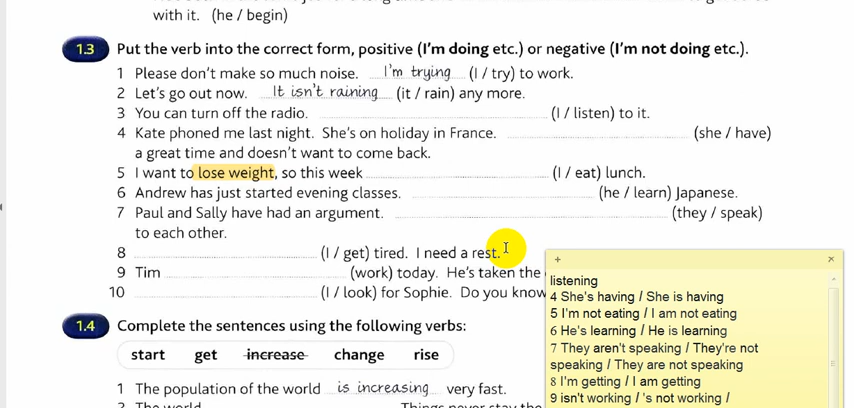 with it. (he / begin)
1.3 Put the verb into the correct form, positive (I'm doing etc.) or negative (I'm not doing etc.).
1 Please don't make so much noise. I'm trying (I / try) to work.
2 Let's go out now. It isn't raining (it / rain) any more.
3 You can turn off the radio. (I / listen) to it.
4 Kate phoned me last night. She's on holiday in France. (she / have)
a great time and doesn't want to come back.
5 I want to lose weight, so this week (I / eat) lunch.
6 Andrew has just started evening classes. (he / learn) Japanese.
7 Paul and Sally have had an argument. (they / speak)
to each other.
8 (I / get) tired. I need a rest.
9 Tim (work) today. He's taken the
10 (I / look) for Sophie. Do you know
1.4 Complete the sentences using the following verbs:
start get increase change rise
1 The population of the world is increasing very fast.
2 The world Things never stay the
+ ×
listening
4 She's having / She is having
5 I'm not eating / I am not eating
6 He's learning / He is learning
7 They aren't speaking / They're not
speaking / They are not speaking
8 I'm getting / I am getting
9 isn't working / 's not working /